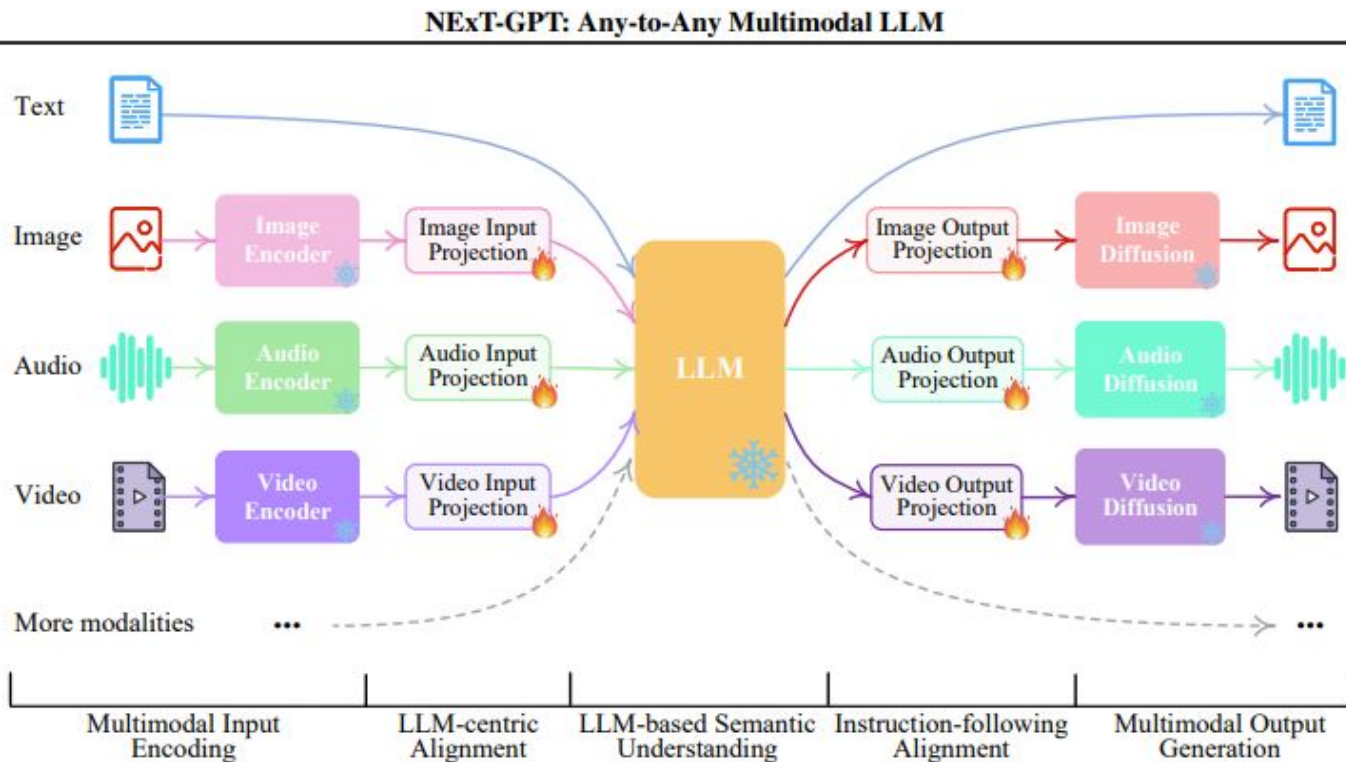 NExT-GPT: Any-to-Any Multimodal LLM
Text
Image
Image
Encoder
Image Input
Projection
Image Output
Projection
Image
Diffusion
Audio
Audio
Encoder
Audio Input
Projection
LLM
Audio Output
Projection
Audio
Diffusion
Video
Video
Encoder
Video Input
Projection
Video Output
Projection
Video
Diffusion
More modalities
...
...
Multimodal Input
Encoding
LLM-centric
Alignment
LLM-based Semantic
Understanding
Instruction-following
Alignment
Multimodal Output
Generation